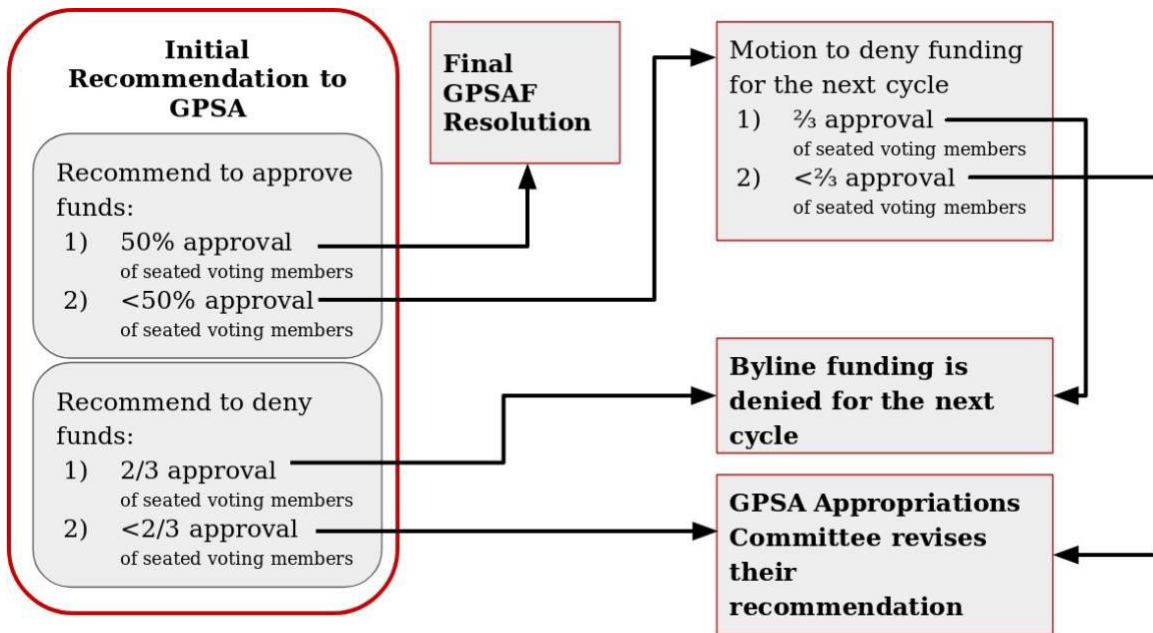 Initial
Recommendation to
GPSA
Recommend to approve
funds:
1) 50% approval
of seated voting members
2) <50% approval
of seated voting members
Recommend to deny
funds:
1) 2/3 approval
of seated voting members
2) <2/3 approval
of seated voting members
Final
GPSAF
Resolution
Motion to deny funding
for the next cycle
1) ⅔ approval
of seated voting members
2) <⅔ approval
of seated voting members
Byline funding is
denied for the next
cycle
GPSA Appropriations
Committee revises
their
recommendation